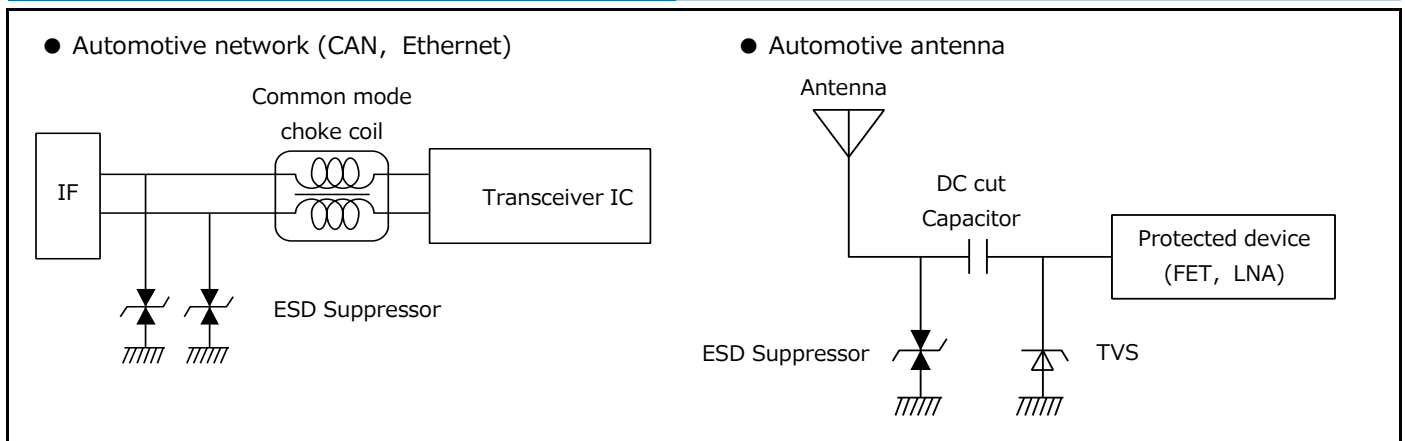 ● Automotive network (CAN, Ethernet)
Common mode
choke coil
IF
Transceiver IC
ESD Suppressor
● Automotive antenna
Antenna
DC cut
Capacitor
Protected device
(FET, LNA)
ESD Suppressor
TVS